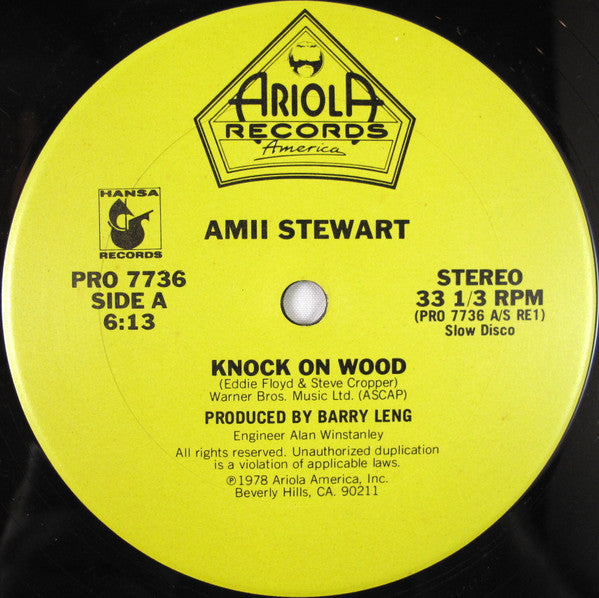 ARIOLA
RECORDS
America
HANSA
RECORDS
AMII STEWART
PRO 7736
SIDE A
6:13
STEREO
33 1/3 RPM
(PRO 7736 A/S RE1)
Slow Disco
KNOCK ON WOOD
(Eddie Floyd & Steve Cropper)
Warner Bros. Music Ltd. (ASCAP)
PRODUCED BY BARRY LENG
Engineer Alan Winstanley
All rights reserved. Unauthorized duplication
is a violation of applicable laws.
℗1978 Ariola America, Inc.
Beverly Hills, CA. 90211